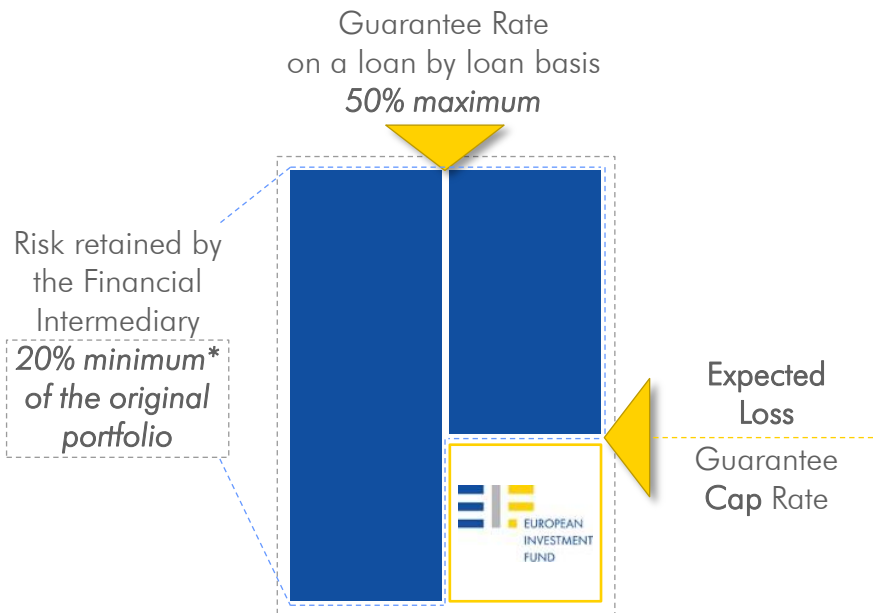 Guarantee Rate
on a loan by loan basis
50% maximum
Risk retained by
the Financial
Intermediary
20% minimum*
of the original
portfolio
Expected
Loss
Guarantee
Cap Rate
EIF
EUROPEAN
INVESTMENT
FUND